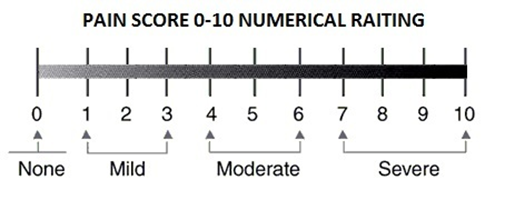 PAIN SCORE 0-10 NUMERICAL RAITING
0 1 2 3 4 5 6 7 8 9 10
None Mild Moderate Severe